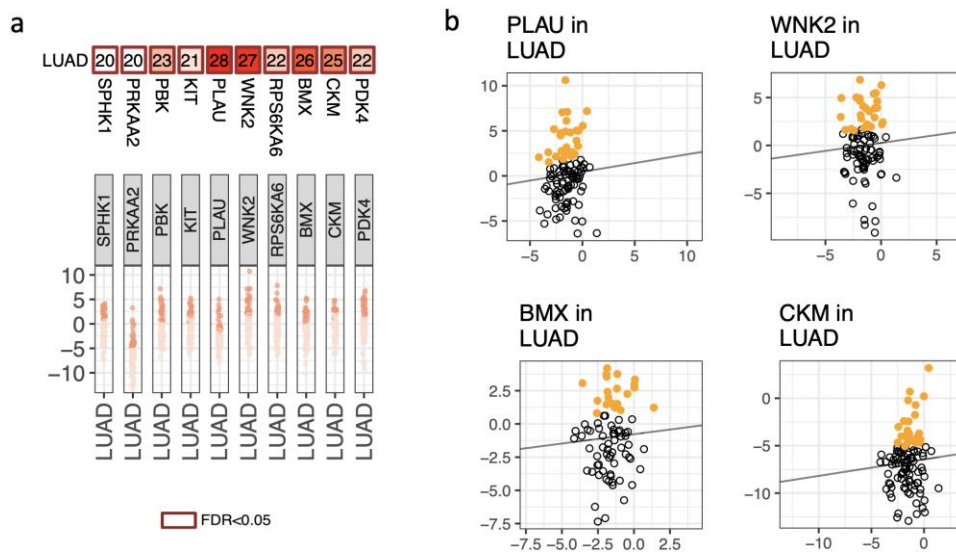 a
LUAD 20 20 23 21 28 27 22 26 25 22
SPHK1 PRKAA2 PBK KIT PLAU WNK2 RPS6KA6 BMX CKM PDK4
SPHK1 PRKAA2 PBK KIT PLAU WNK2 RPS6KA6 BMX CKM PDK4
10
5
0
−5
−10
LUAD LUAD LUAD LUAD LUAD LUAD LUAD LUAD LUAD LUAD
FDR<0.05
b
PLAU in
LUAD
10
5
0
−5
−5 0 5 10
WNK2 in
LUAD
5
0
−5
−5 0 5
BMX in
LUAD
2.5
0.0
−2.5
−5.0
−7.5
−7.5 −5.0 −2.5 0.0 2.5
CKM in
LUAD
0
−5
−10
−10 −5 0